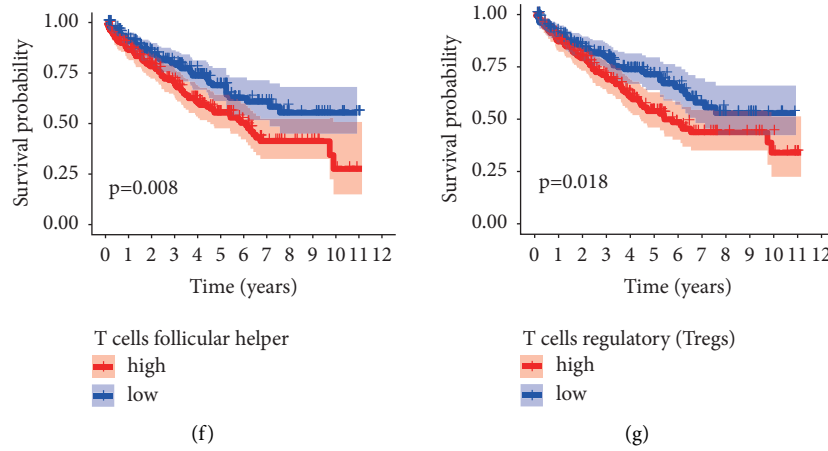 1.00
0.75
0.50
0.25
0.00
Survival probability
p=0.008
0 1 2 3 4 5 6 7 8 9 10 11 12
Time (years)
T cells follicular helper
high
low
(f)
1.00
0.75
0.50
0.25
0.00
Survival probability
p=0.018
0 1 2 3 4 5 6 7 8 9 10 11 12
Time (years)
T cells regulatory (Tregs)
high
low
(g)